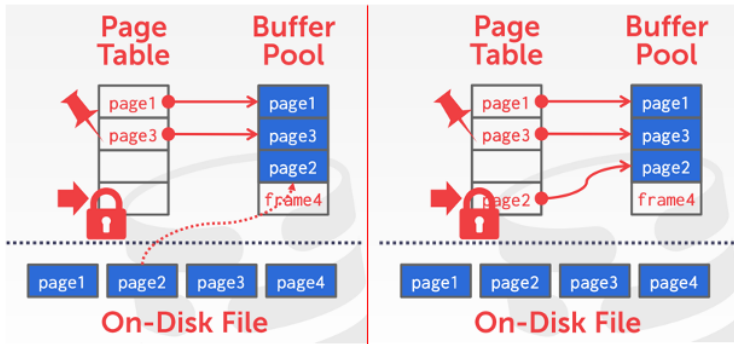 Page
Table
Buffer
Pool
page1
page3
page1
page3
page2
frame4
page1
page2
page3
page4
On-Disk File
Page
Table
Buffer
Pool
page1
page3
page2
page1
page3
page2
frame4
page1
page2
page3
page4
On-Disk File